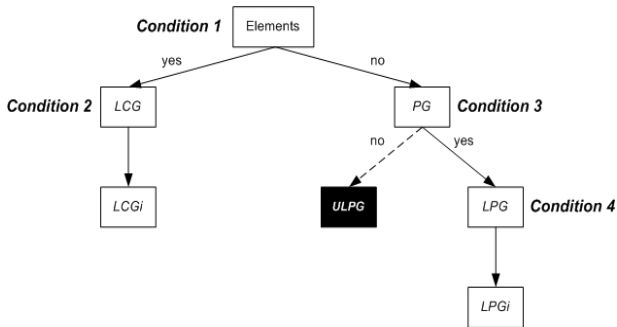 Condition 1 Elements
yes no
Condition 2 LCG PG Condition 3
no yes
LCGi ULPG LPG Condition 4
LPGi